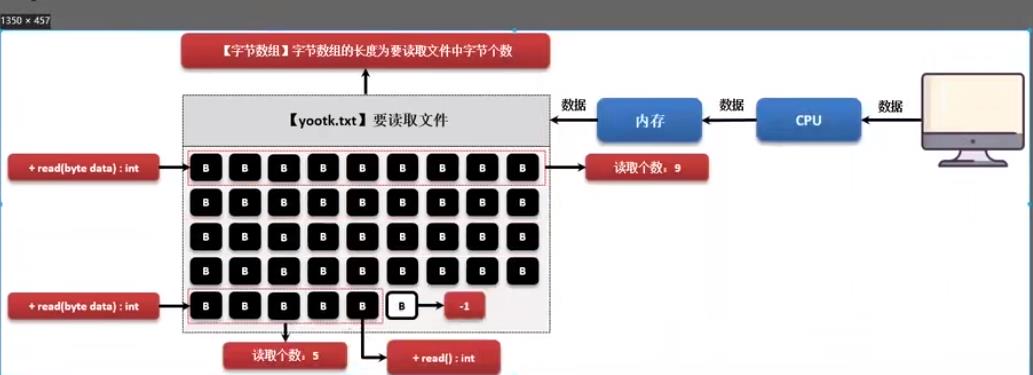 1350 × 457
【字节数组】字节数组的长度为要读取文件中字节个数
【yootk.txt】要读取文件
数据
内存
数据
CPU
数据
+ read(byte data) : int
B B B B B B B B B
读取个数：9
B B B B B B B B B
B B B B B B B B B
B B B B B B B B B
+ read(byte data) : int
B B B B B B
-1
读取个数：5
+ read() : int